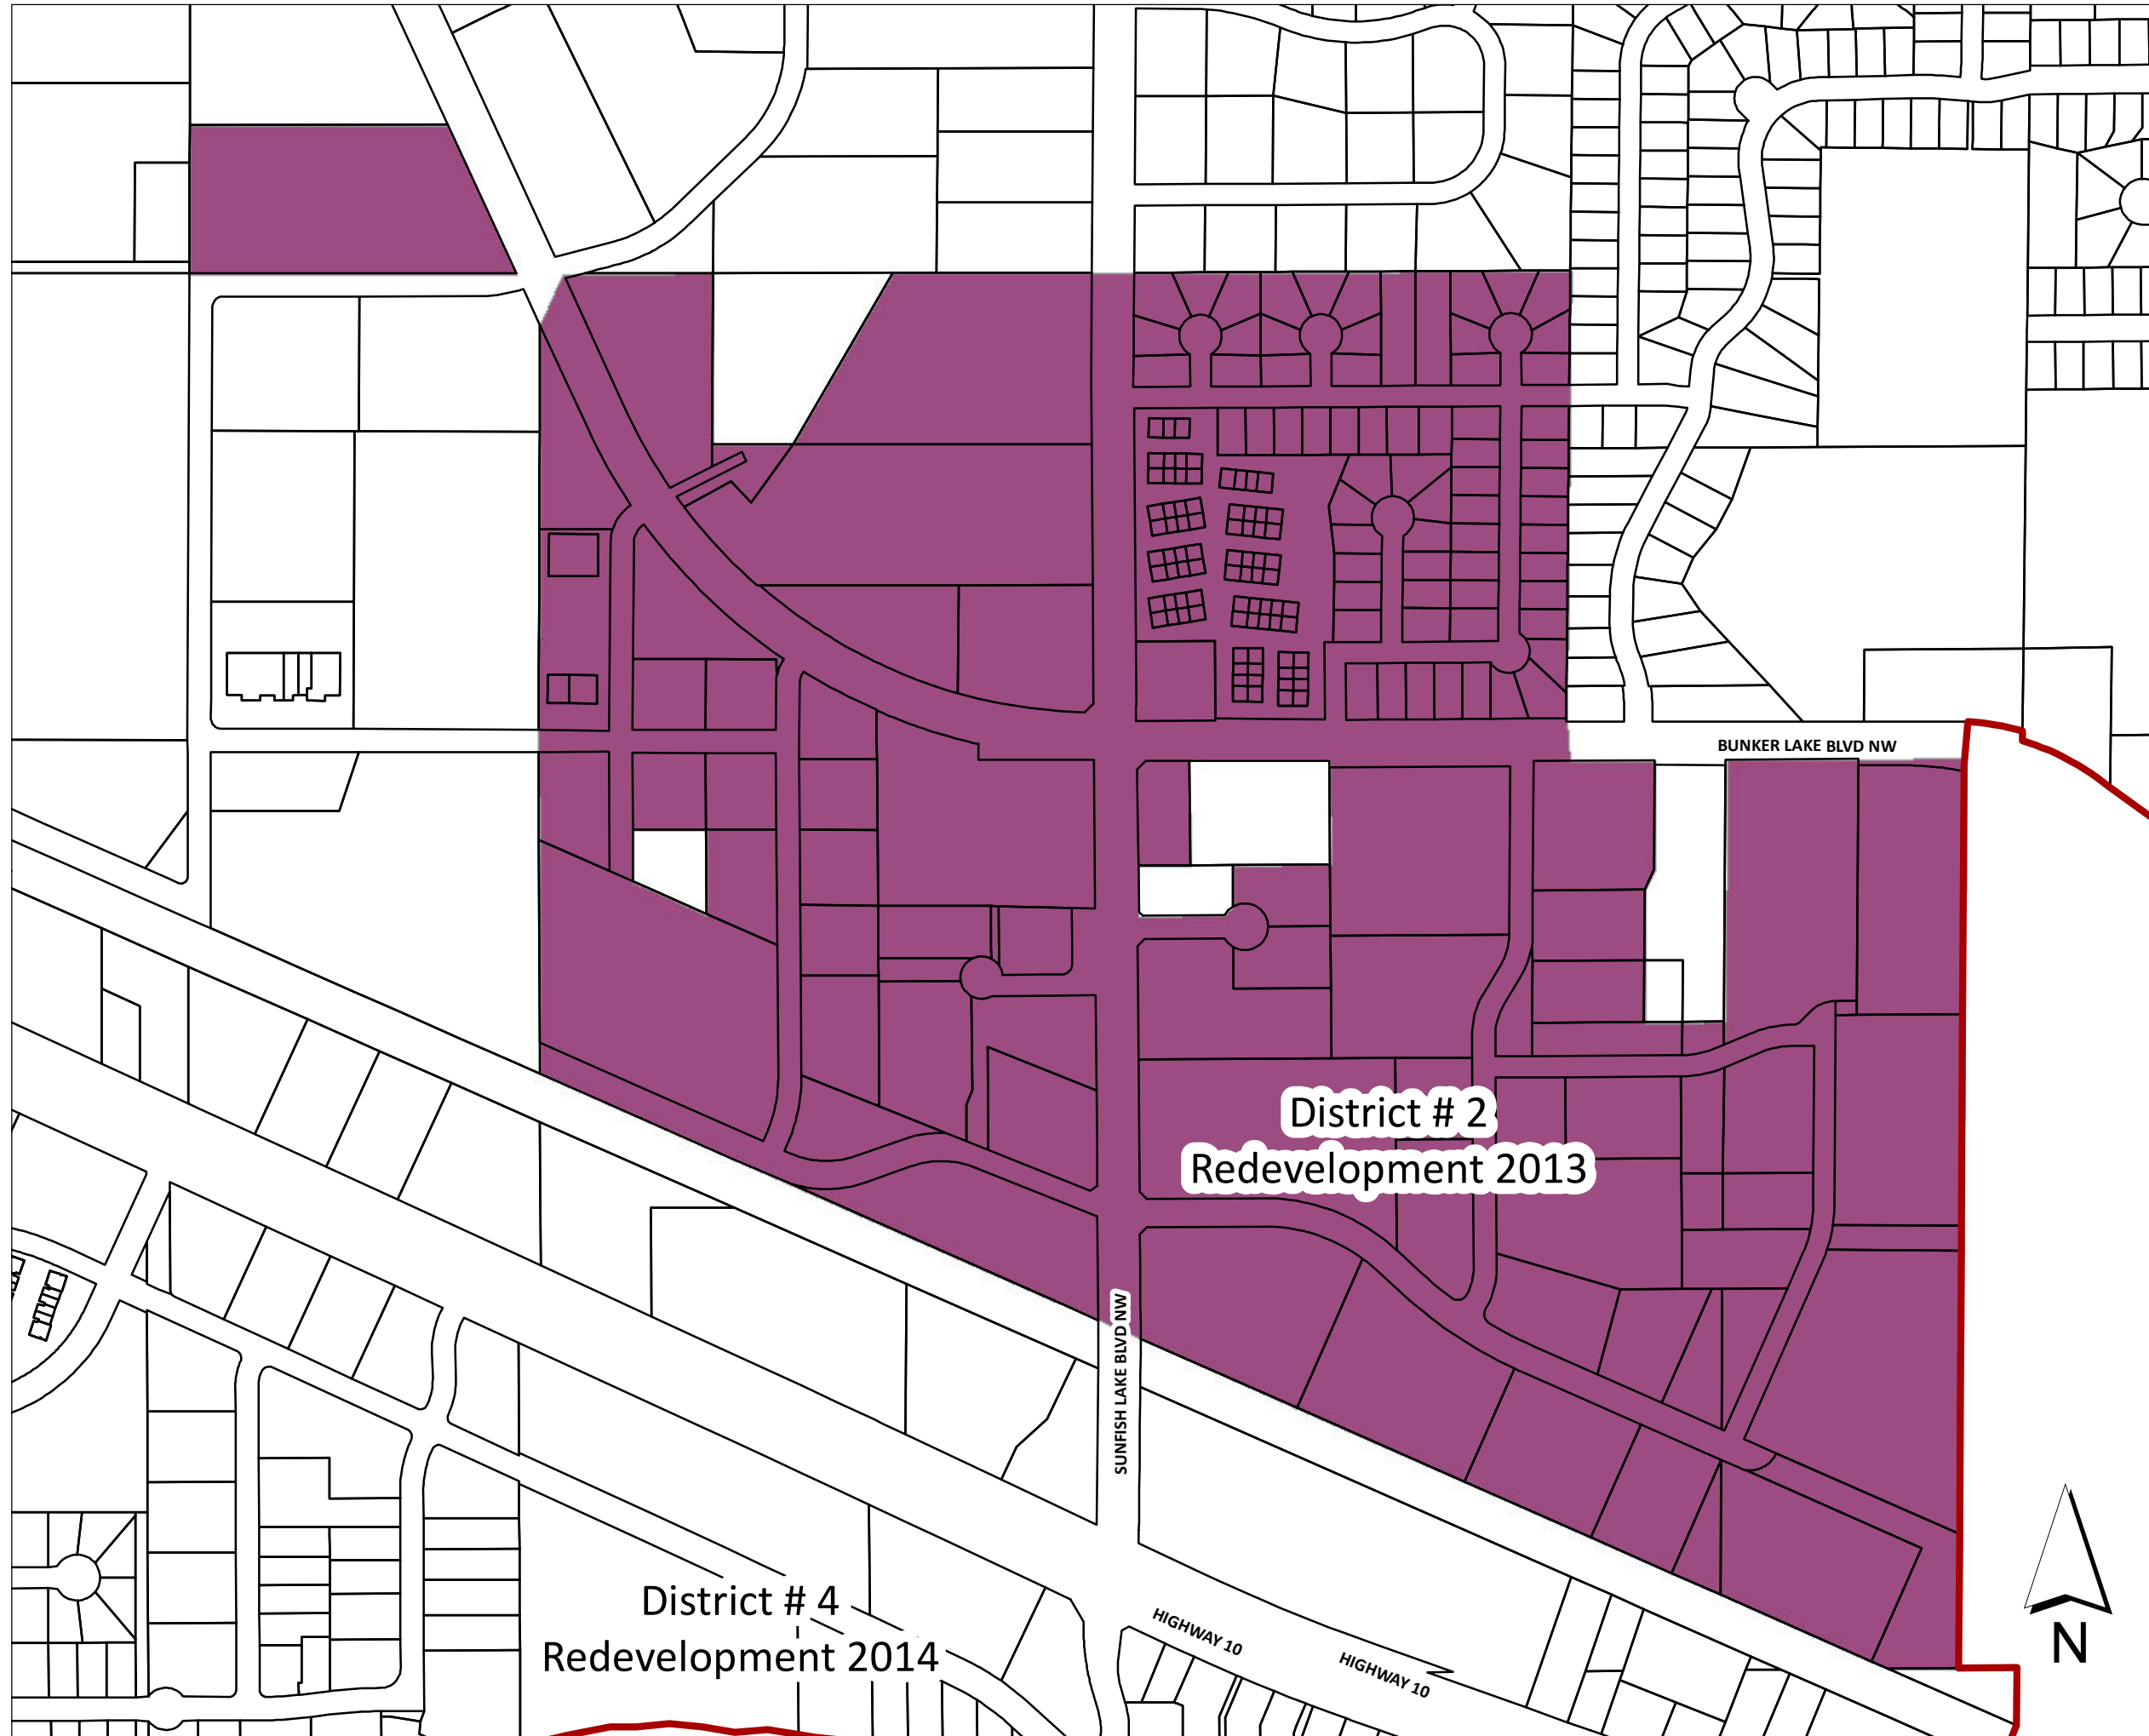 BUNKER LAKE BLVD NW
District # 2
Redevelopment 2013
SUNFISH LAKE BLVD NW
District # 4
Redevelopment 2014
HIGHWAY 10
HIGHWAY 10
N